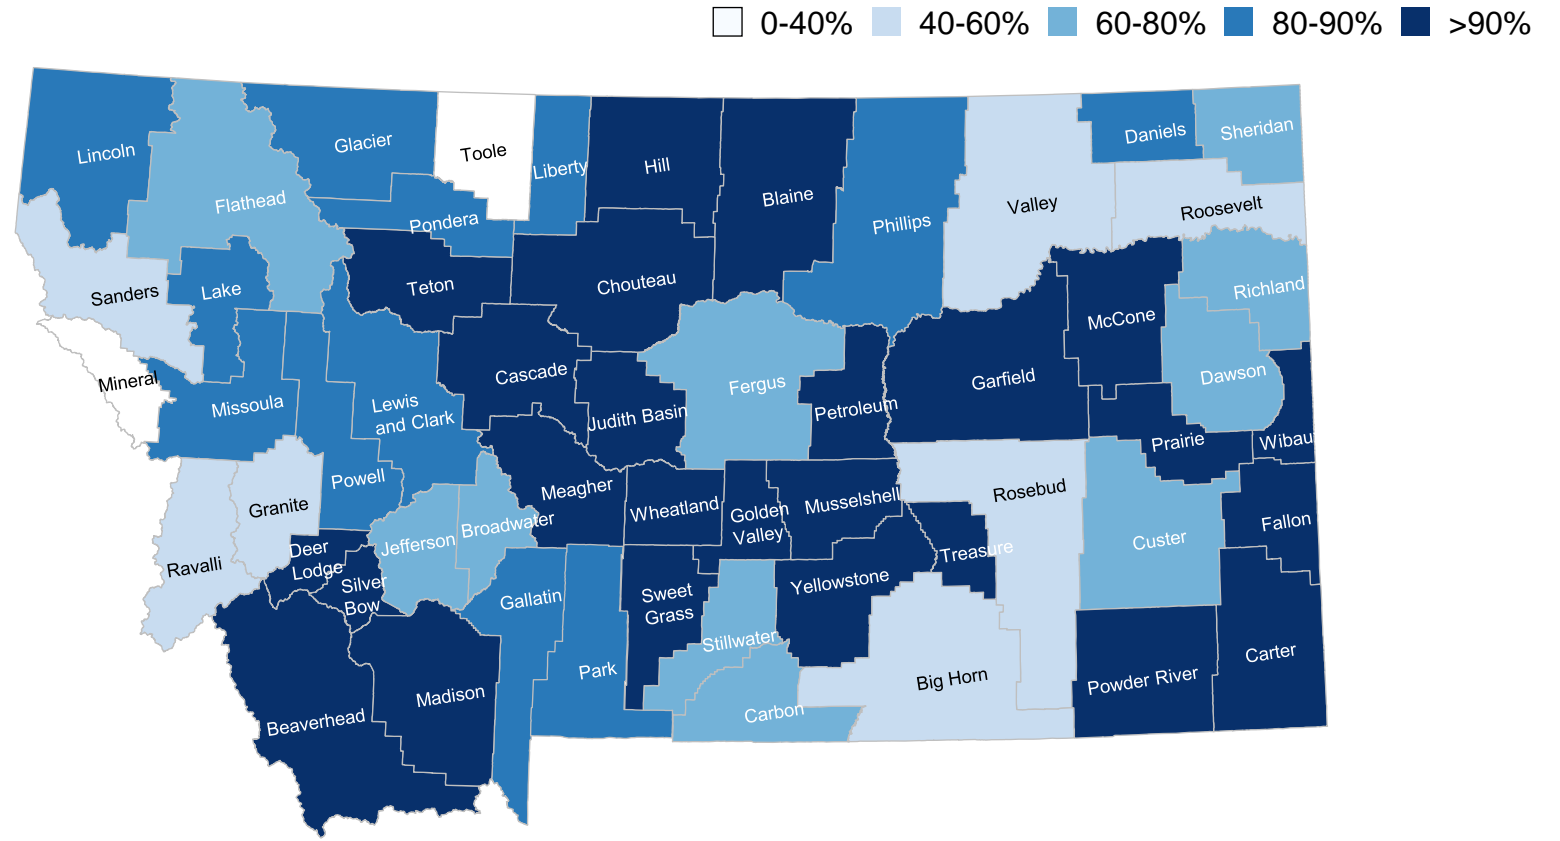 0-40% 40-60% 60-80% 80-90% >90%
Lincoln
Glacier
Toole
Liberty
Hill
Blaine
Phillips
Valley
Daniels
Sheridan
Roosevelt
Flathead
Pondera
Sanders
Lake
Teton
Chouteau
McCone
Richland
Mineral
Missoula
Lewis
and Clark
Cascade
Judith Basin
Fergus
Petroleum
Garfield
Dawson
Prairie
Wibau
Powell
Granite
Meagher
Wheatland
Golden
Valley
Musselshell
Rosebud
Custer
Fallon
Ravalli
Deer
Lodge
Silver
Bow
Jefferson
Broadwater
Gallatin
Park
Sweet
Grass
Stillwater
Yellowstone
Treasure
Big Horn
Powder River
Carter
Beaverhead
Madison
Carbon